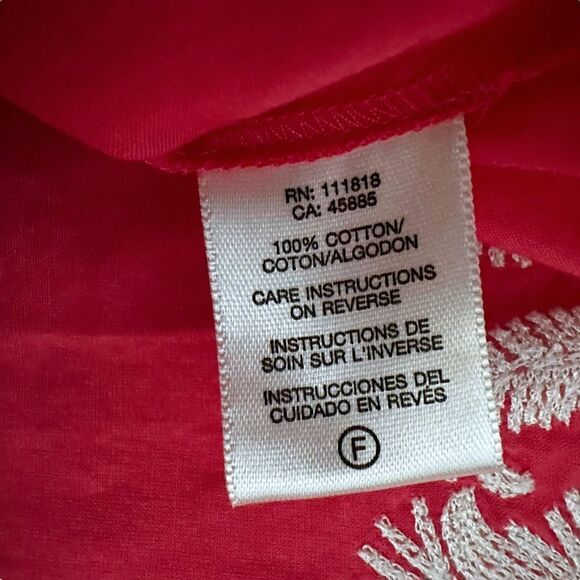 RN: 111818
CA: 45885
100% COTTON/
COTON/ALGODON
CARE INSTRUCTIONS
ON REVERSE
INSTRUCTIONS DE
SOIN SUR L'INVERSE
INSTRUCCIONES DEL
CUIDADO EN REVÉS
F